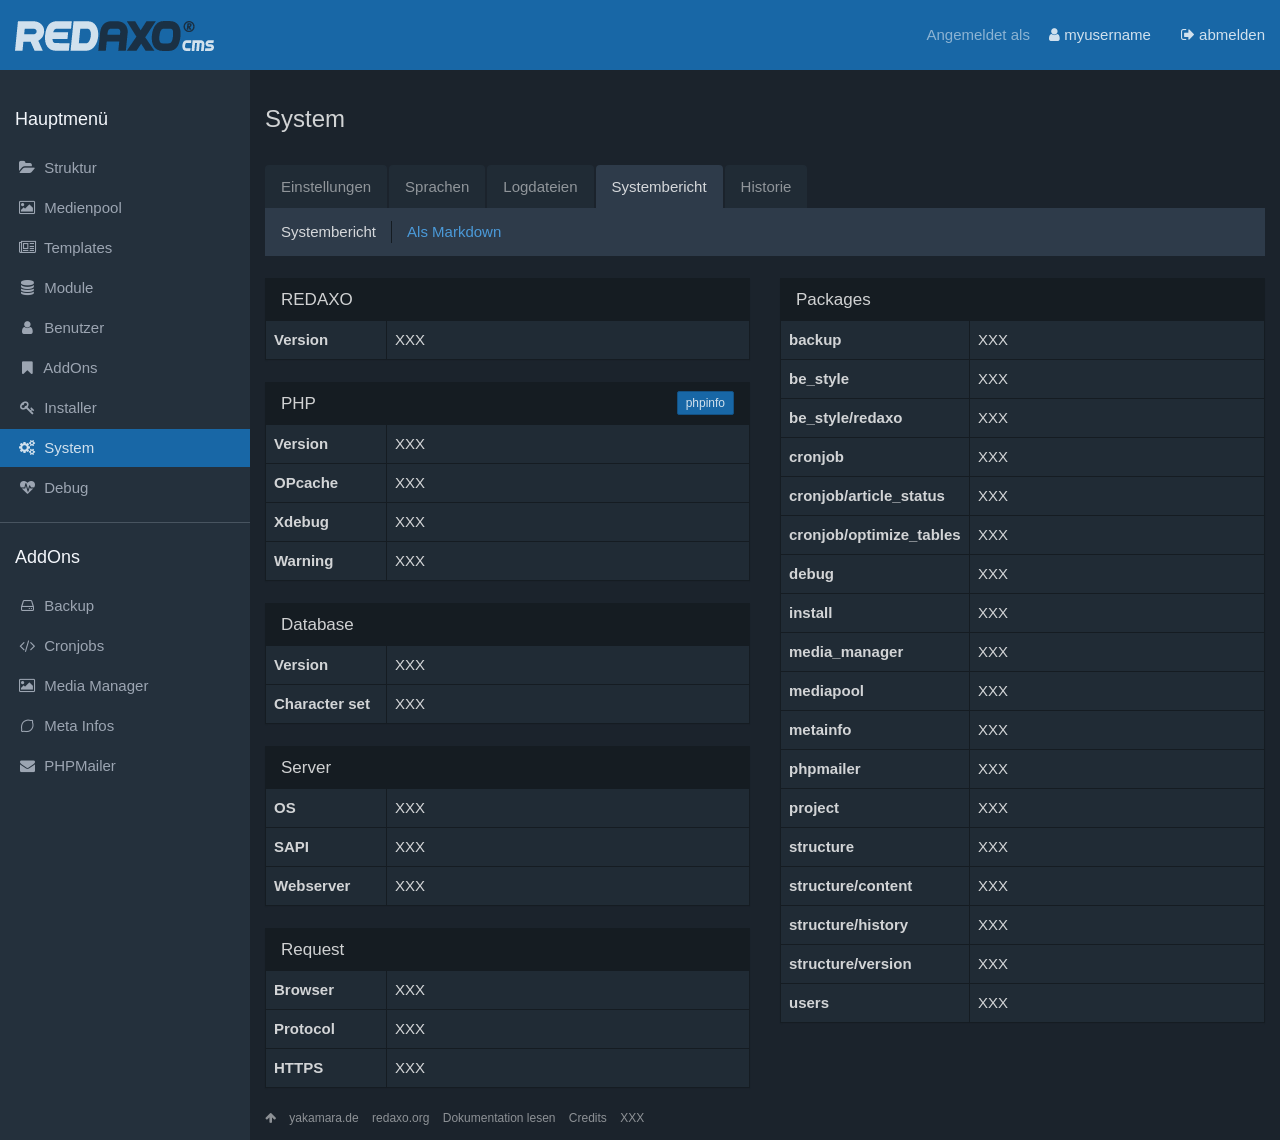 REDAXO® cms
Angemeldet als myusername abmelden
Hauptmenü
Struktur
Medienpool
Templates
Module
Benutzer
AddOns
Installer
System
Debug
AddOns
Backup
Cronjobs
Media Manager
Meta Infos
PHPMailer
System
Einstellungen Sprachen Logdateien Systembericht Historie
Systembericht Als Markdown
REDAXO
Version XXX
PHP phpinfo
Version XXX
OPcache XXX
Xdebug XXX
Warning XXX
Database
Version XXX
Character set XXX
Server
OS XXX
SAPI XXX
Webserver XXX
Request
Browser XXX
Protocol XXX
HTTPS XXX
Packages
backup XXX
be_style XXX
be_style/redaxo XXX
cronjob XXX
cronjob/article_status XXX
cronjob/optimize_tables XXX
debug XXX
install XXX
media_manager XXX
mediapool XXX
metainfo XXX
phpmailer XXX
project XXX
structure XXX
structure/content XXX
structure/history XXX
structure/version XXX
users XXX
yakamara.de redaxo.org Dokumentation lesen Credits XXX